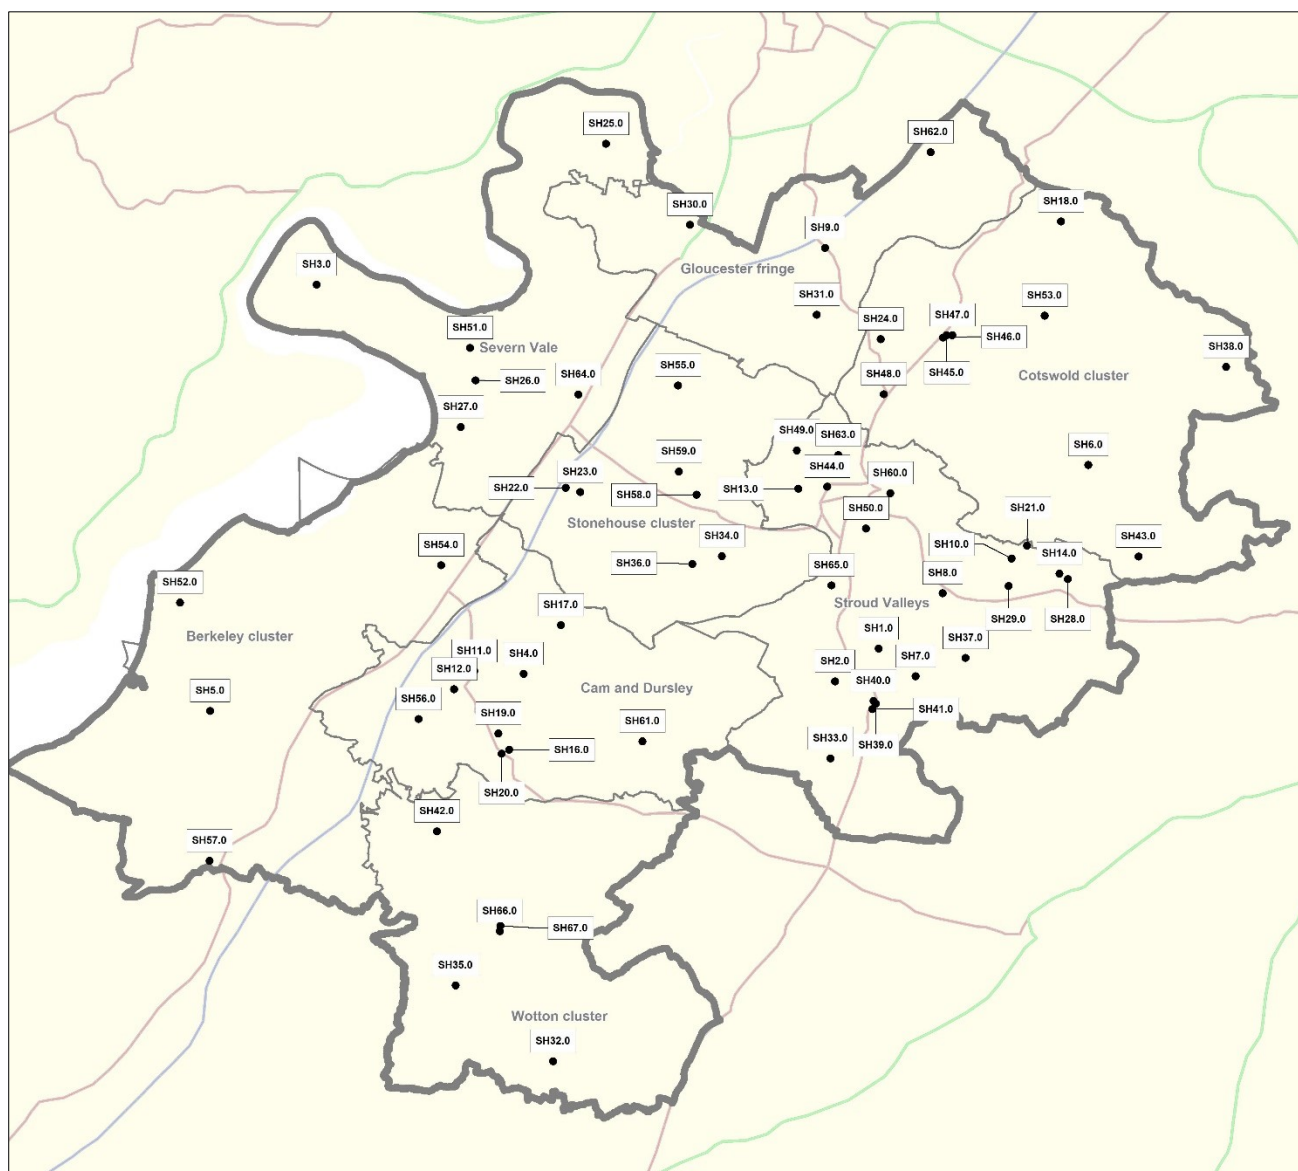 SH25.0
SH62.0
SH30.0
SH18.0
SH9.0
SH3.0
Gloucester fringe
SH31.0
SH53.0
SH24.0
SH47.0
SH51.0
SH46.0
Severn Vale
SH38.0
SH55.0
SH45.0
SH26.0
SH64.0
SH48.0
Cotswold cluster
SH27.0
SH49.0
SH63.0
SH6.0
SH59.0
SH23.0
SH44.0
SH60.0
SH22.0
SH58.0
SH13.0
SH50.0
Stonehouse cluster
SH21.0
SH34.0
SH10.0
SH43.0
SH54.0
SH14.0
SH36.0
SH65.0
SH8.0
SH52.0
Stroud Valleys
SH17.0
SH29.0
SH28.0
SH1.0
Berkeley cluster
SH37.0
SH11.0
SH4.0
SH7.0
SH12.0
SH2.0
Cam and Dursley
SH40.0
SH5.0
SH56.0
SH19.0
SH61.0
SH41.0
SH33.0
SH39.0
SH16.0
SH20.0
SH42.0
SH57.0
SH66.0
SH67.0
SH35.0
Wotton cluster
SH32.0